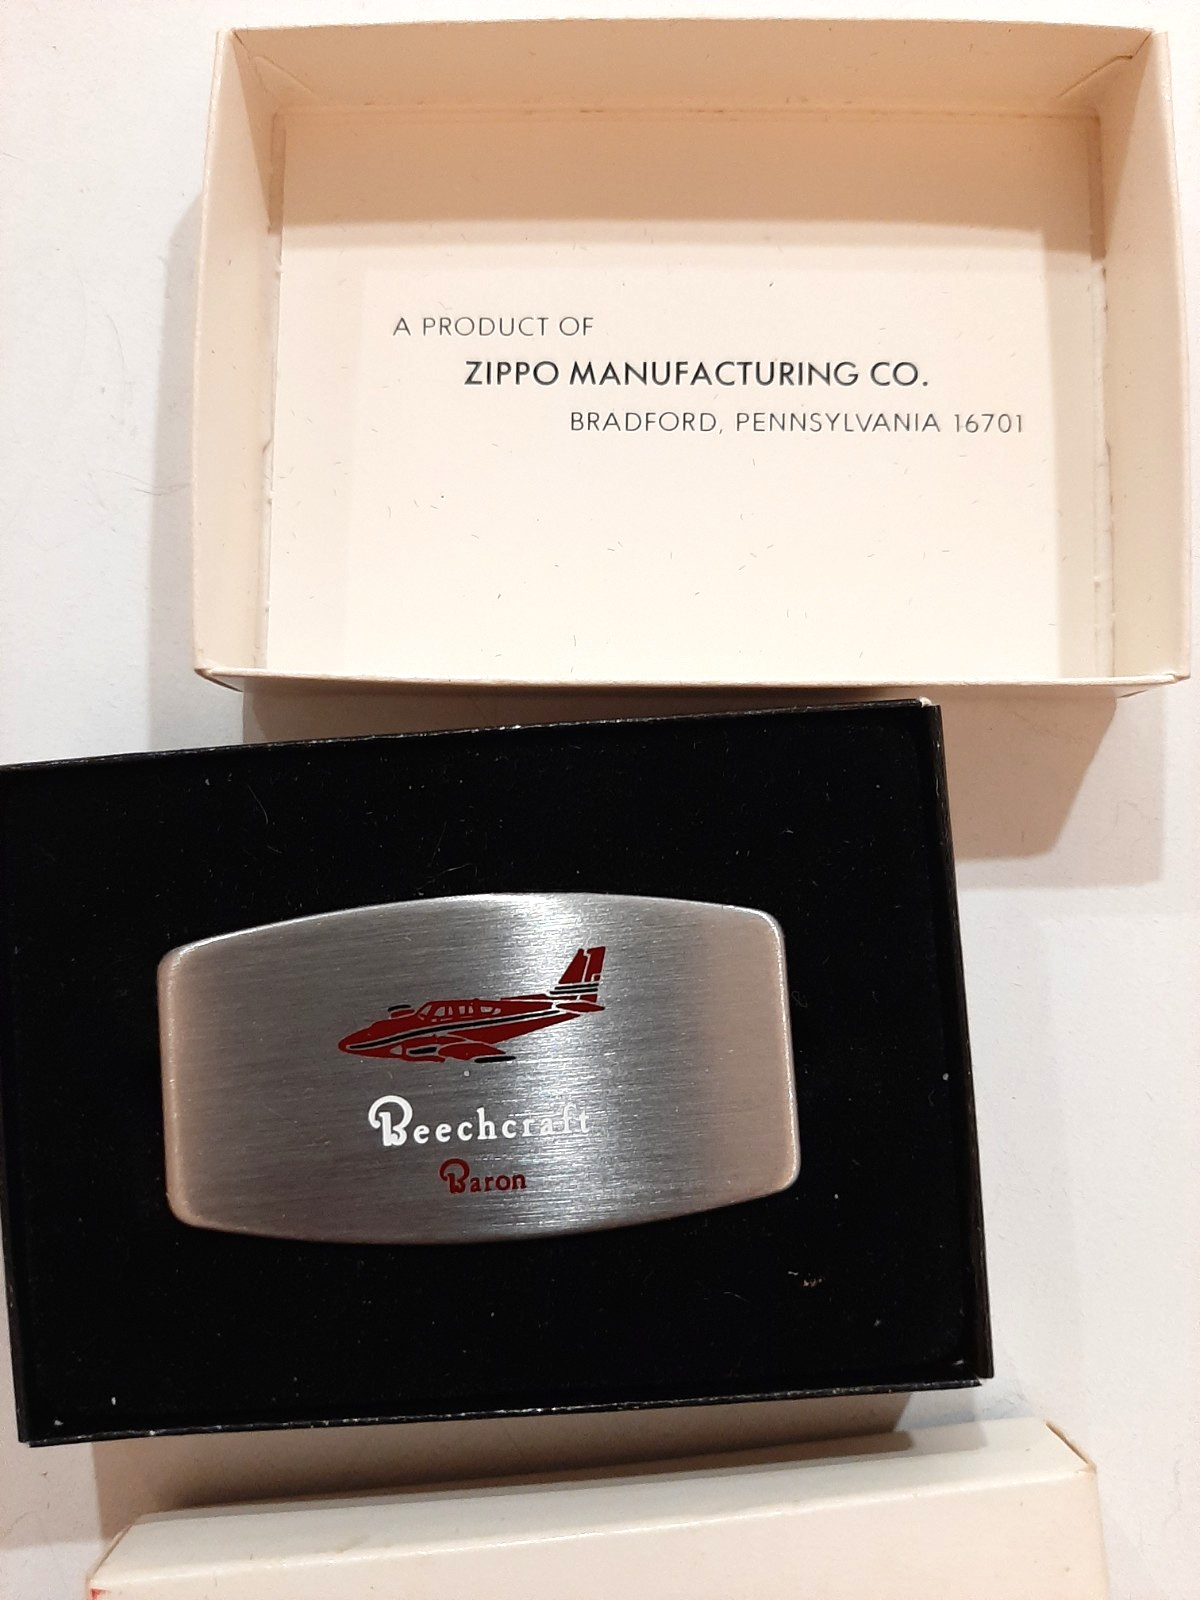 A PRODUCT OF
ZIPPO MANUFACTURING CO.
BRADFORD, PENNSYLVANIA 16701
Beechcraft
Baron